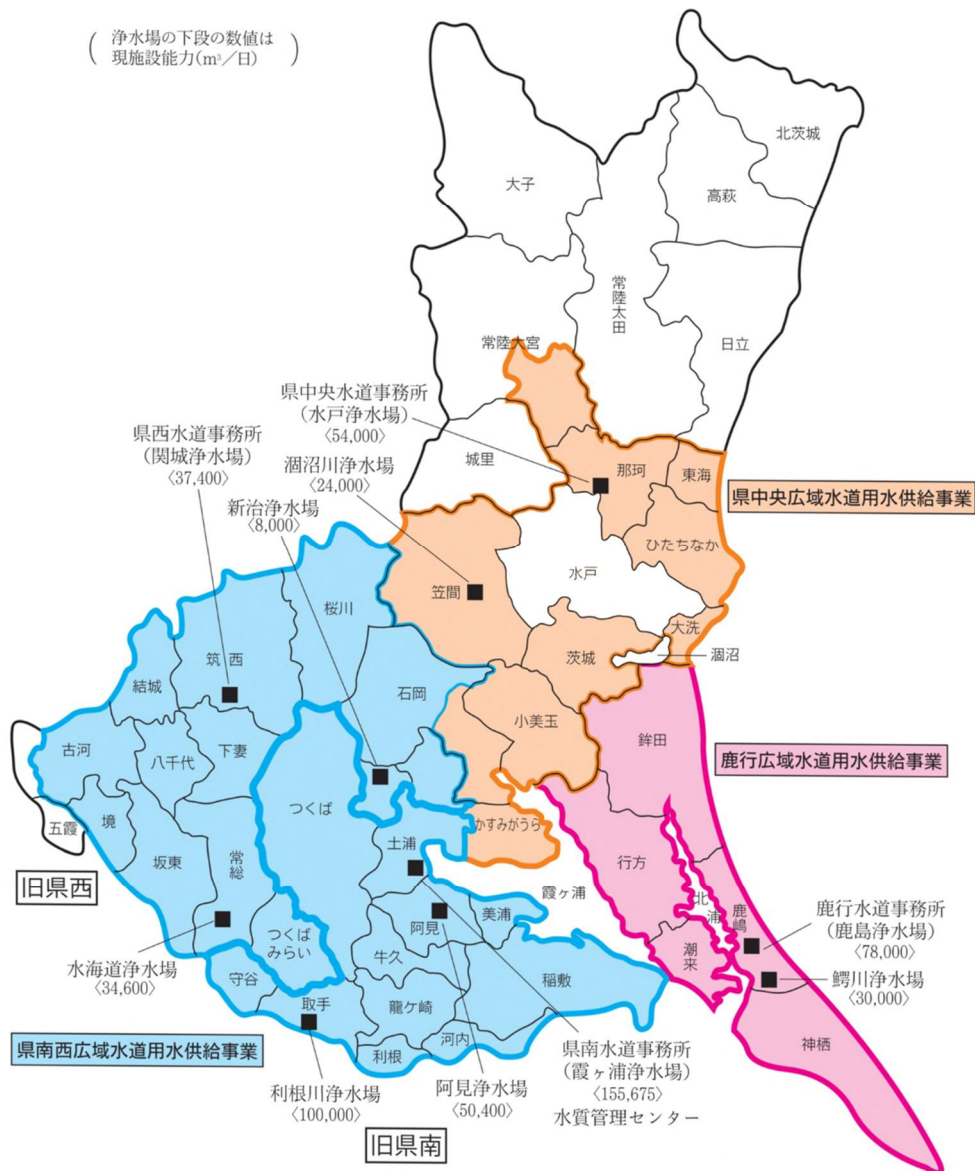 浄水場の下段の数値は
現施設能力(m³/日)
北茨城
大子
高萩
常陸太田
日立
常陸大宮
県中央水道事務所
(水戸浄水場)
〈54,000〉
県西水道事務所
(関城浄水場)
〈37,400〉
涸沼川浄水場
〈24,000〉
新治浄水場
〈8,000〉
城里
那珂
東海
県中央広域水道用水供給事業
ひたちなか
水戸
笠間
桜川
大洗
茨城
涸沼
筑西
結城
石岡
小美玉
鉾田
古河
八千代
下妻
鹿行広域水道用水供給事業
つくば
かすみがうら
五霞
境
坂東
常総
土浦
行方
旧県西
霞ヶ浦
北浦
鹿嶋
美浦
阿見
鹿行水道事務所
(鹿島浄水場)
〈78,000〉
つくば
みらい
牛久
潮来
水海道浄水場
〈34,600〉
守谷
稲敷
鰐川浄水場
〈30,000〉
取手
龍ケ崎
河内
利根
神栖
県南西広域水道用水供給事業
県南水道事務所
(霞ヶ浦浄水場)
〈155,675〉
水質管理センター
利根川浄水場
〈100,000〉
阿見浄水場
〈50,400〉
旧県南